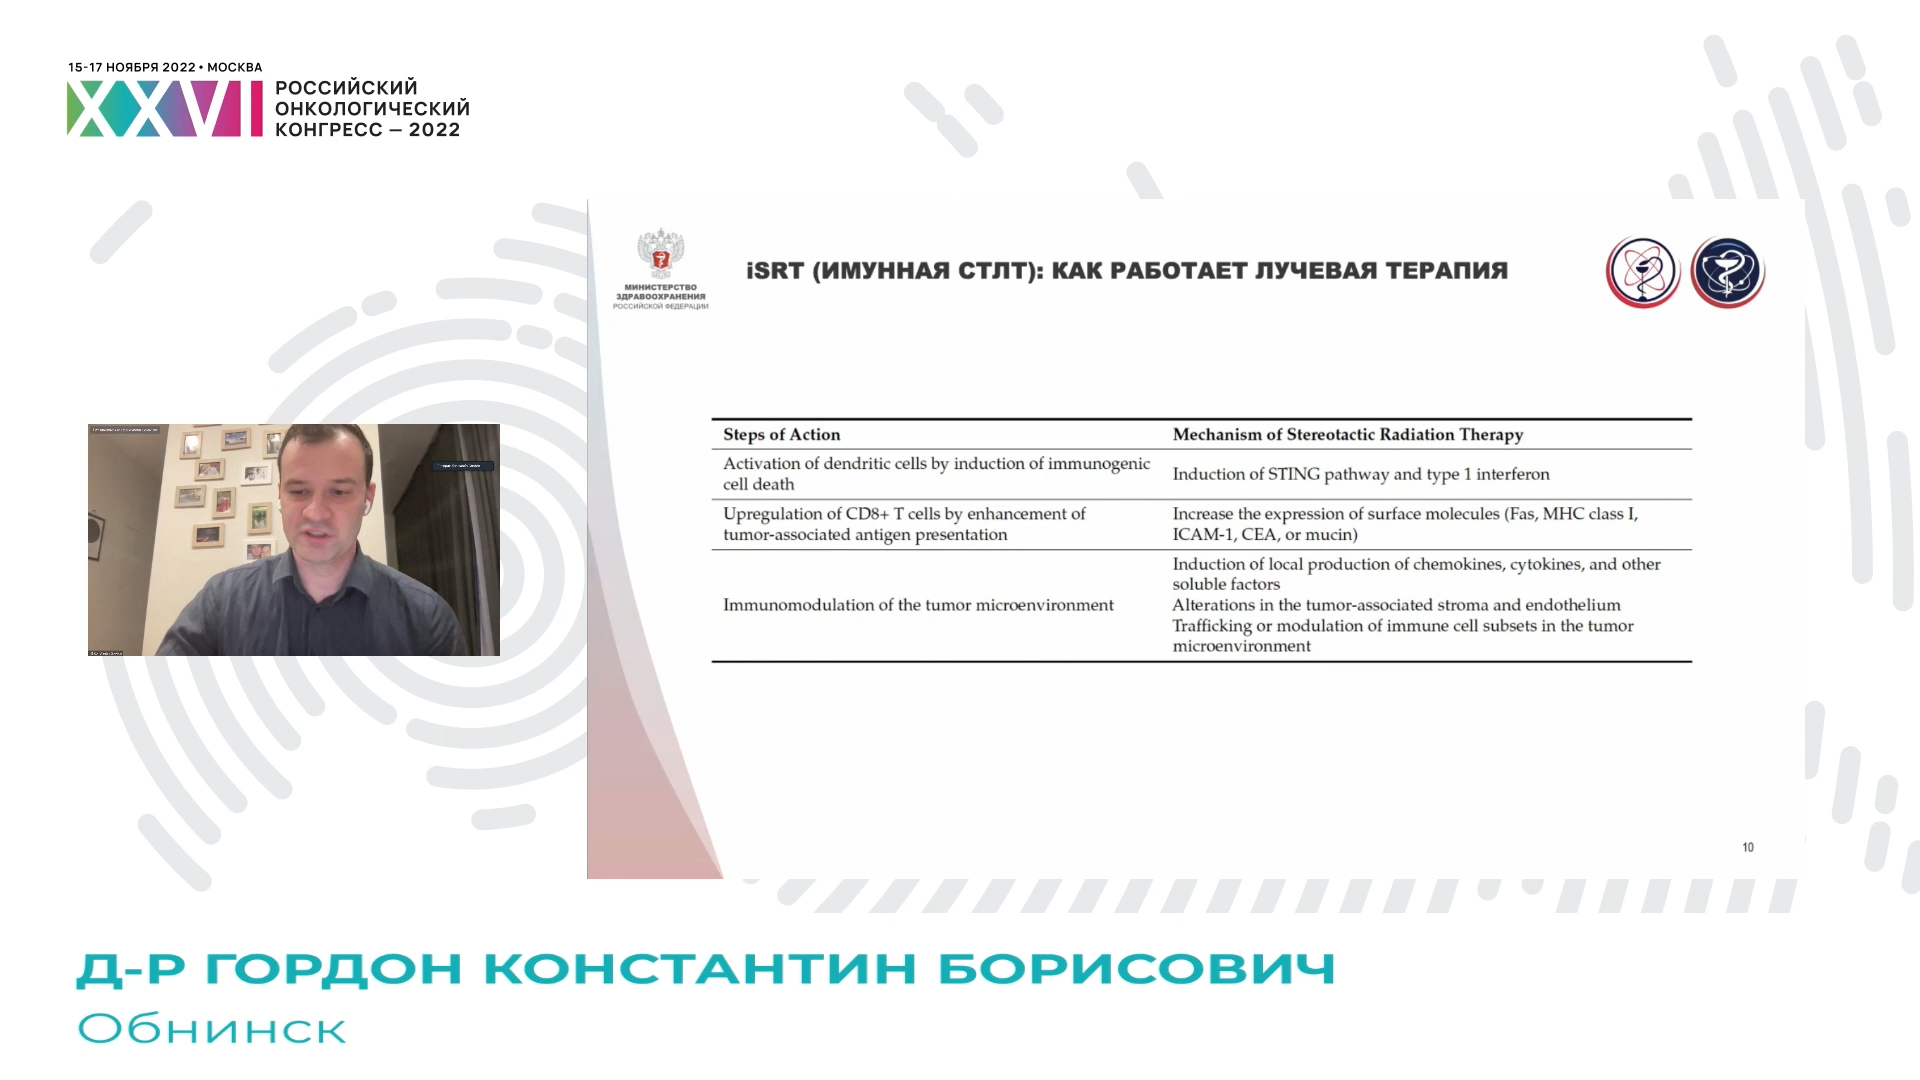 15-17 НОЯБРЯ 2022 • МОСКВА
XXVI
РОССИЙСКИЙ
ОНКОЛОГИЧЕСКИЙ
КОНГРЕСС – 2022
МИНИСТЕРСТВО
ЗДРАВООХРАНЕНИЯ
РОССИЙСКОЙ ФЕДЕРАЦИИ
iSRT (ИМУННАЯ СТЛТ): КАК РАБОТАЕТ ЛУЧЕВАЯ ТЕРАПИЯ
Steps of Action
Mechanism of Stereotactic Radiation Therapy
Activation of dendritic cells by induction of immunogenic
cell death
Induction of STING pathway and type 1 interferon
Upregulation of CD8+ T cells by enhancement of
tumor-associated antigen presentation
Increase the expression of surface molecules (Fas, MHC class I,
ICAM-1, CEA, or mucin)
Immunomodulation of the tumor microenvironment
Induction of local production of chemokines, cytokines, and other
soluble factors
Alterations in the tumor-associated stroma and endothelium
Trafficking or modulation of immune cell subsets in the tumor
microenvironment
10
Д-Р ГОРДОН КОНСТАНТИН БОРИСОВИЧ
Обнинск